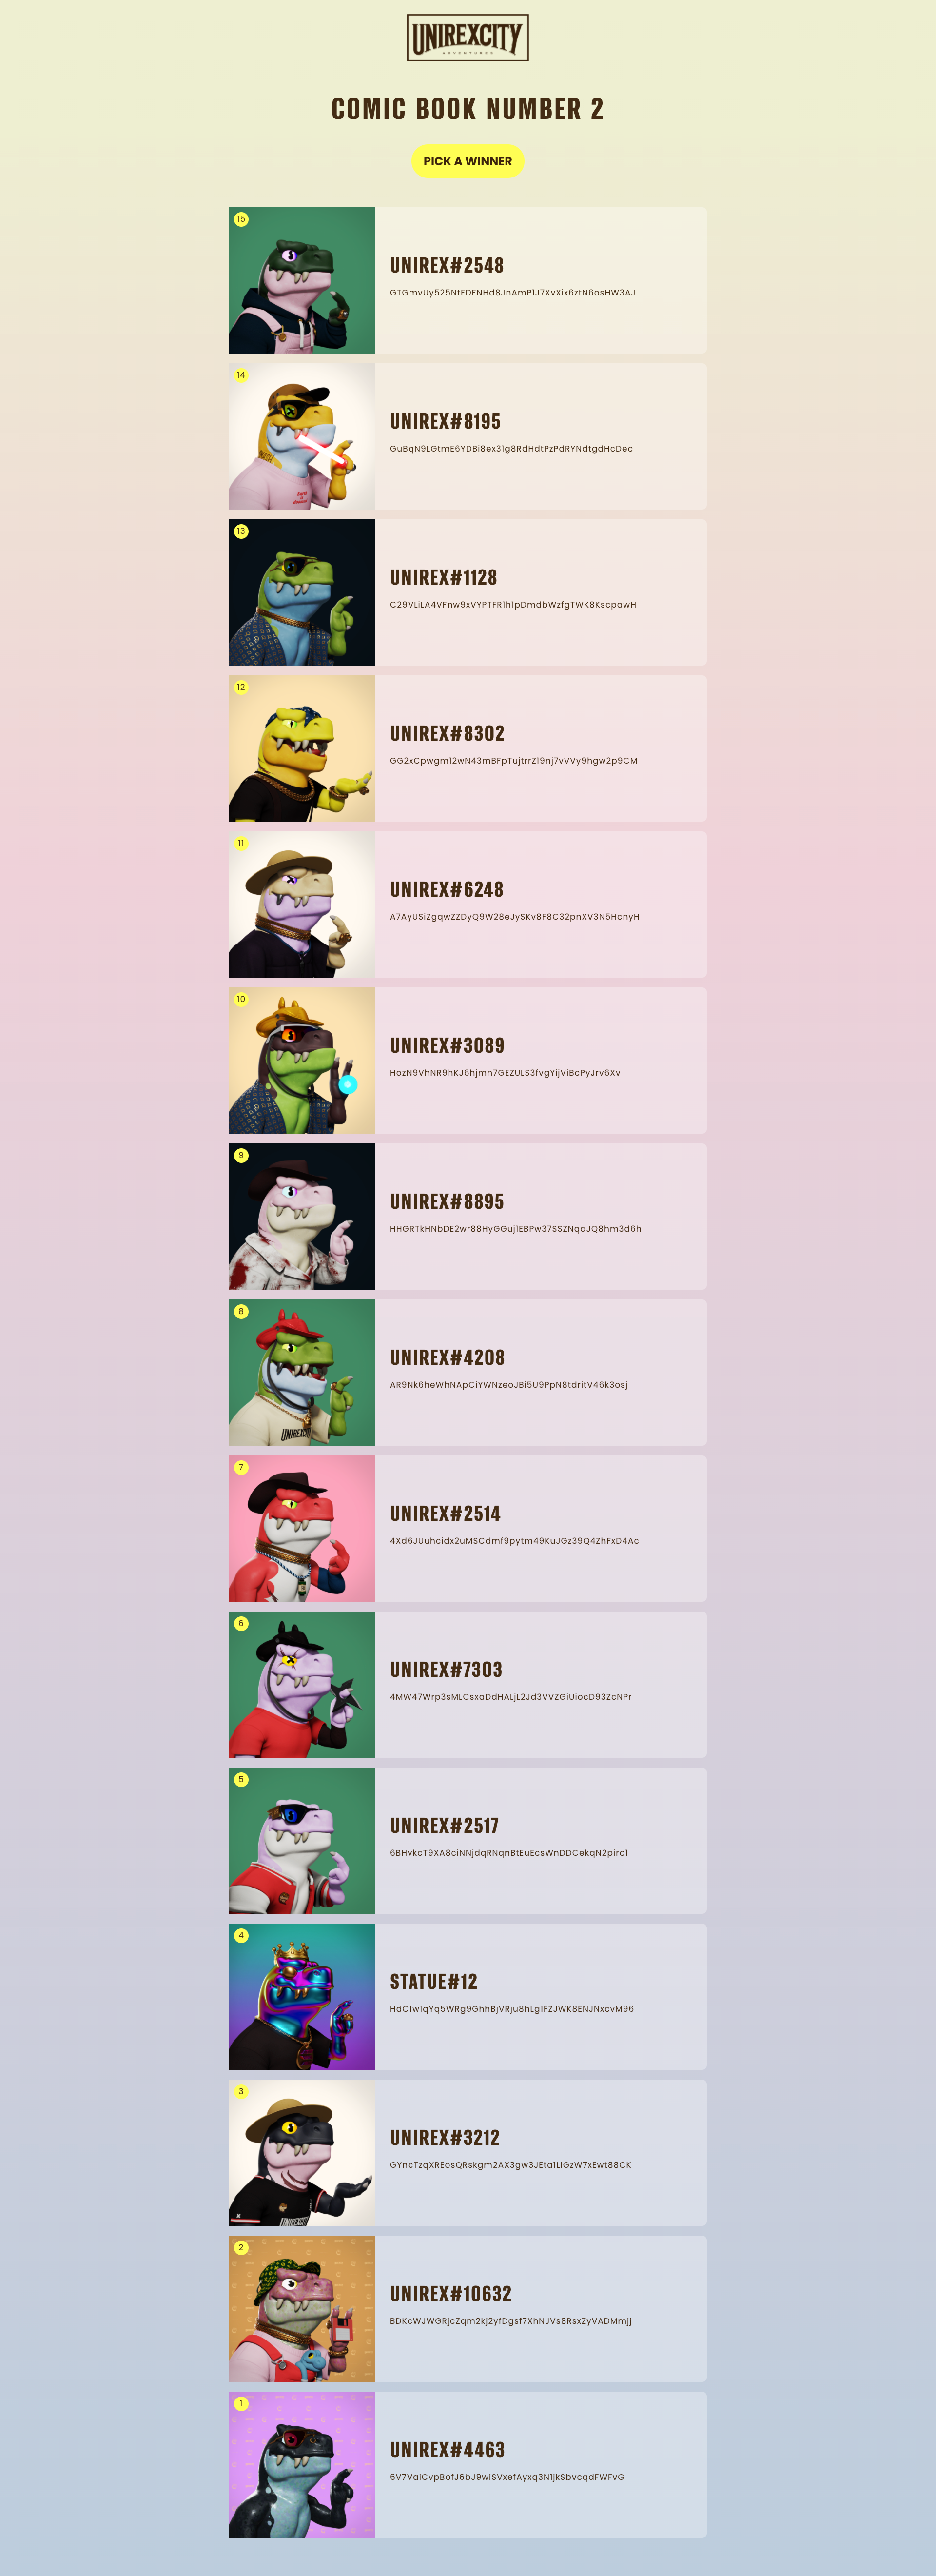 UNIREXCITY
ADVENTURES
COMIC BOOK NUMBER 2
PICK A WINNER
15
UNIREX#2548
GTGmvUy525NtFDFNHd8JnAmP1J7XvXix6ztN6osHW3AJ
14
UNIREX#8195
GuBqN9LGtmE6YDBi8ex31g8RdHdtPzPdRYNdtgdHcDec
13
UNIREX#1128
C29VLiLA4VFnw9xVYPTFR1h1pDmdbWzfgTWK8KscpawH
12
UNIREX#8302
GG2xCpwgm12wN43mBFpTujtrrZ19nj7vVVy9hgw2p9CM
11
UNIREX#6248
A7AyUSiZgqwZZDyQ9W28eJySKv8F8C32pnXV3N5HcnyH
10
UNIREX#3089
HozN9VhNR9hKJ6hjmn7GEZULS3fvgYijViBcPyJrv6Xv
9
UNIREX#8895
HHGRTkHNbDE2wr88HyGGuj1EBPw37SSZNqaJQ8hm3d6h
8
UNIREX#4208
AR9Nk6heWhNApCiYWNzeoJBi5U9PpN8tdritV46k3osj
UNIREXCITY
7
UNIREX#2514
4Xd6JUuhcidx2uMSCdmf9pytm49KuJGz39Q4ZhFxD4Ac
6
UNIREX#7303
4MW47Wrp3sMLCsxaDdHALjL2Jd3VVZGiUiocD93ZcNPr
5
UNIREX#2517
6BHvkcT9XA8ciNNjdqRNqnBtEuEcsWnDDCekqN2piro1
4
STATUE#12
HdC1w1qYq5WRg9GhhBjVRju8hLg1FZJWK8ENJNxcvM96
3
UNIREX#3212
GYncTzqXREosQRskgm2AX3gw3JEta1LiGzW7xEwt88CK
2
UNIREX#10632
BDKcWJWGRjcZqm2kj2yfDgsf7XhNJVs8RsxZyVADMmjj
1
UNIREX#4463
6V7VaiCvpBofJ6bJ9wiSVxefAyxq3N1jkSbvcqdFWFvG